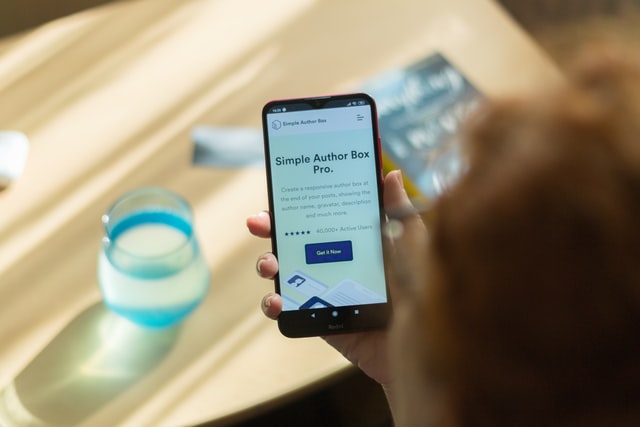 Simple Author Box
Simple Author Box
Pro.
Create a responsive author box at
the end of your posts, showing the
author name, gravatar, description
and much more.
★★★★★ 40,000+ Active Users
Get it Now
Redmi